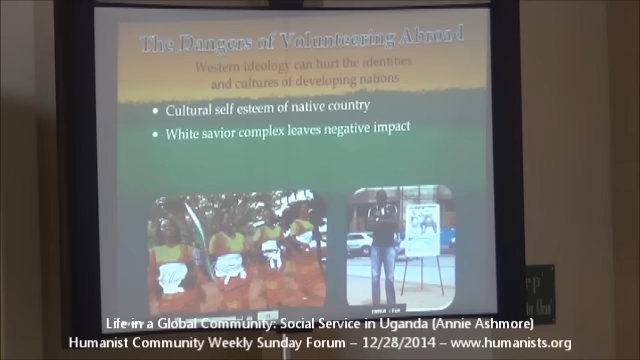 The Dangers of Volunteering Abroad
Western ideology can hurt the identities
and cultures of developing nations
• Cultural self esteem of native country
• White savior complex leaves negative impact
Life in a Global Community: Social Service in Uganda (Annie Ashmore)
Humanist Community Weekly Sunday Forum – 12/28/2014 – www.humanists.org